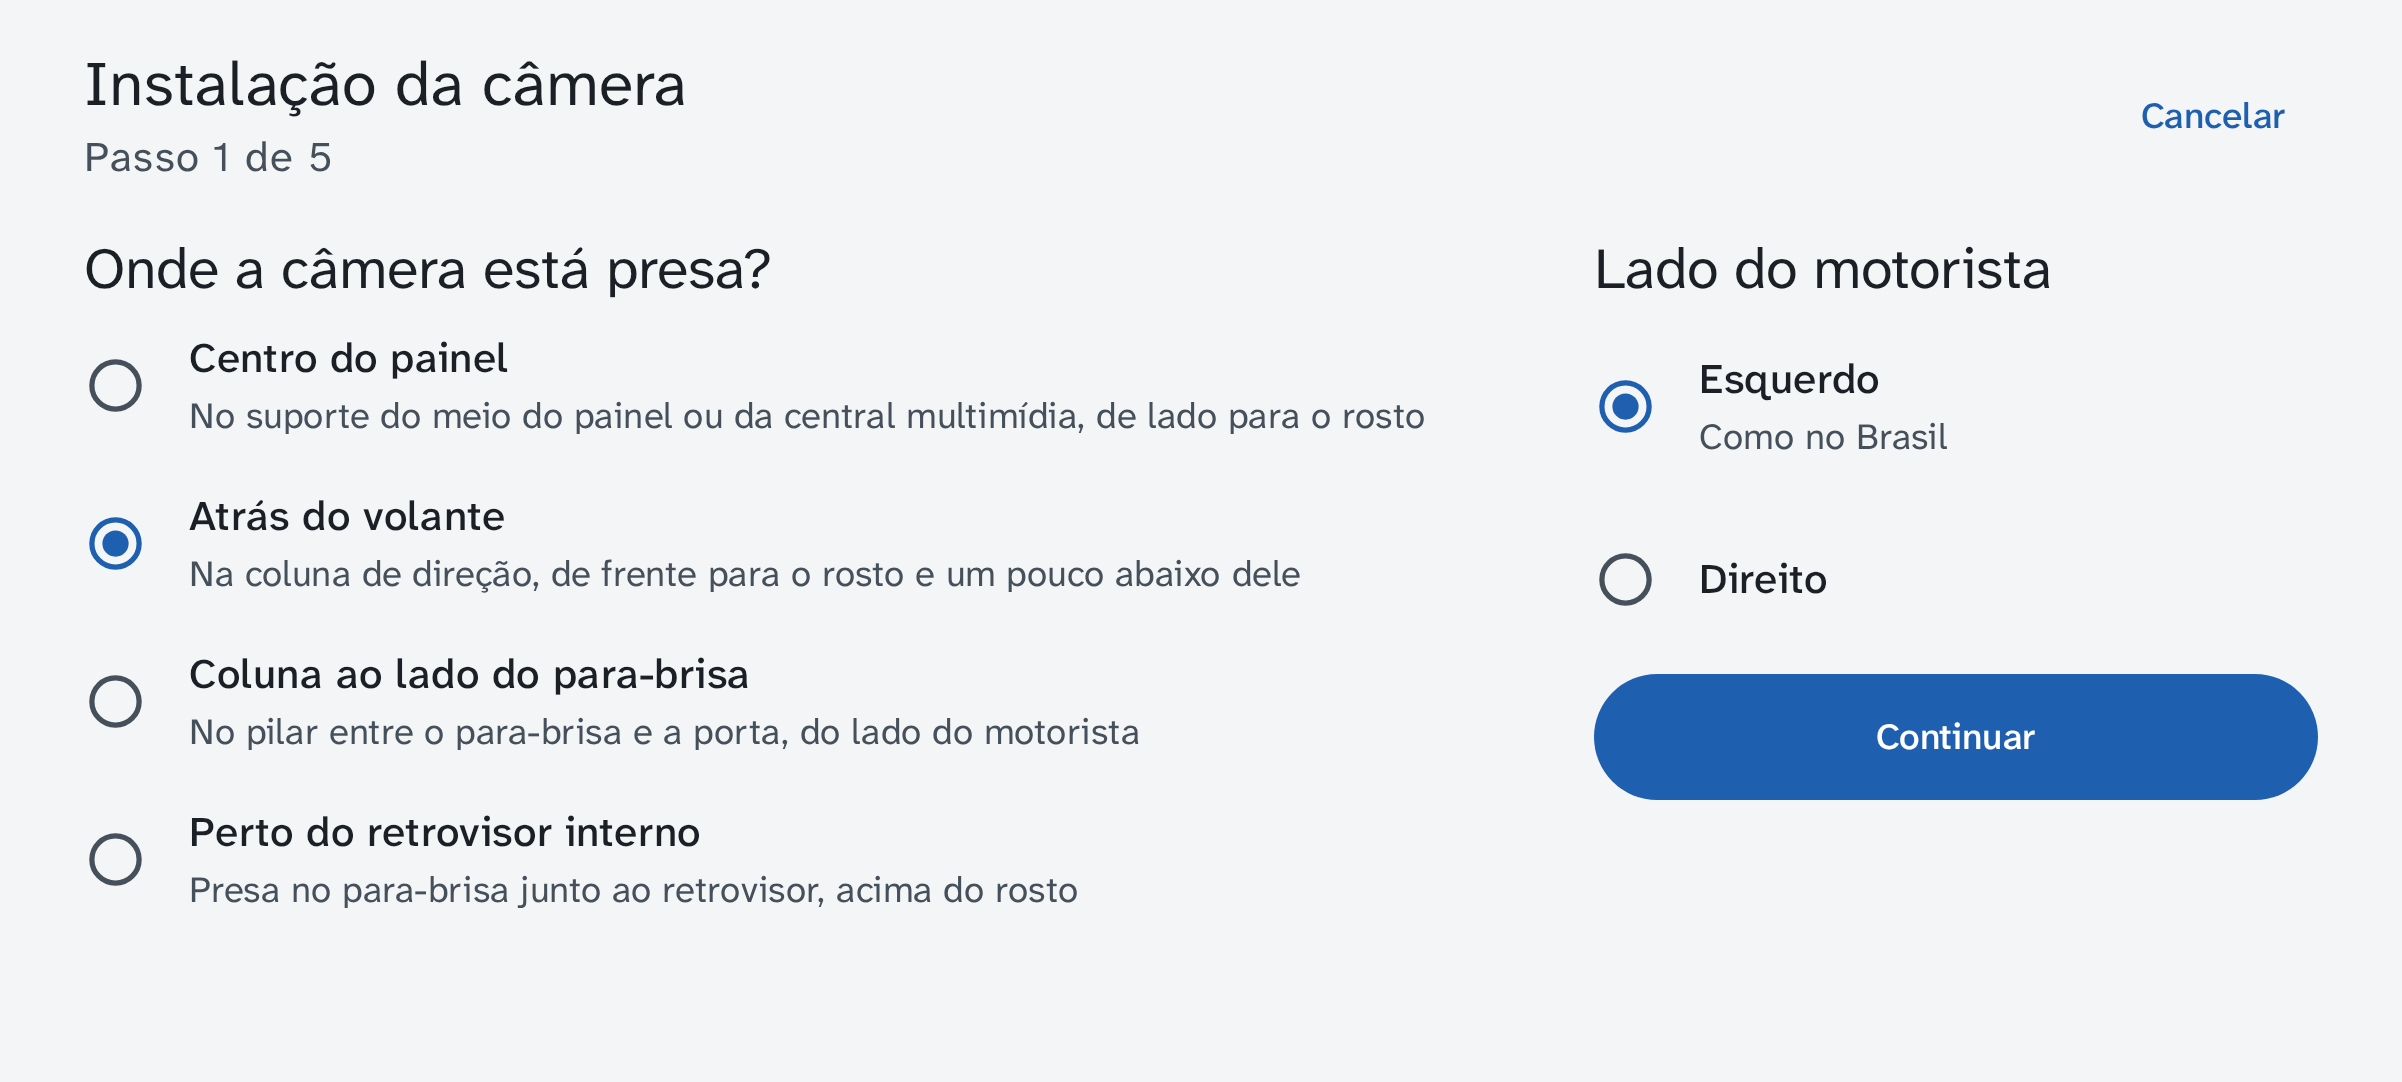 Instalação da câmera
Passo 1 de 5
Cancelar
Onde a câmera está presa?
Centro do painel
No suporte do meio do painel ou da central multimídia, de lado para o rosto
Atrás do volante
Na coluna de direção, de frente para o rosto e um pouco abaixo dele
Coluna ao lado do para-brisa
No pilar entre o para-brisa e a porta, do lado do motorista
Perto do retrovisor interno
Presa no para-brisa junto ao retrovisor, acima do rosto
Lado do motorista
Esquerdo
Como no Brasil
Direito
Continuar